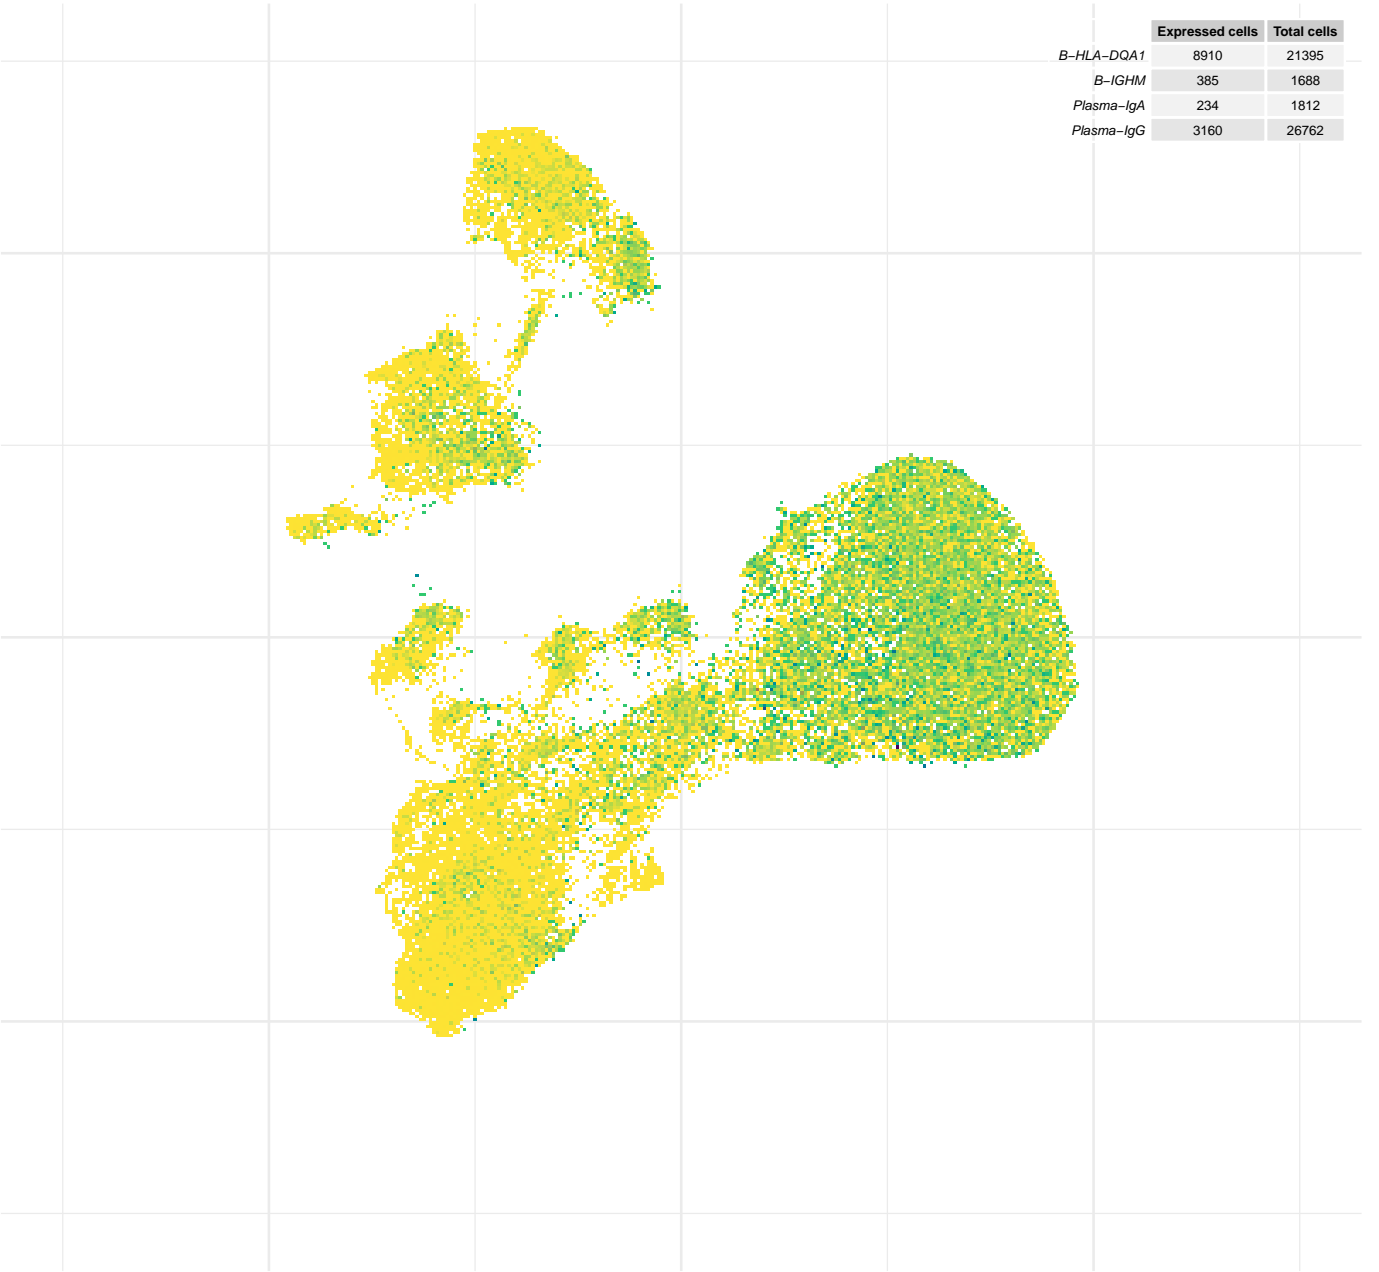 Expressed cells Total cells
B−HLA−DQA1 8910 21395
B−IGHM 385 1688
Plasma−IgA 234 1812
Plasma−IgG 3160 26762